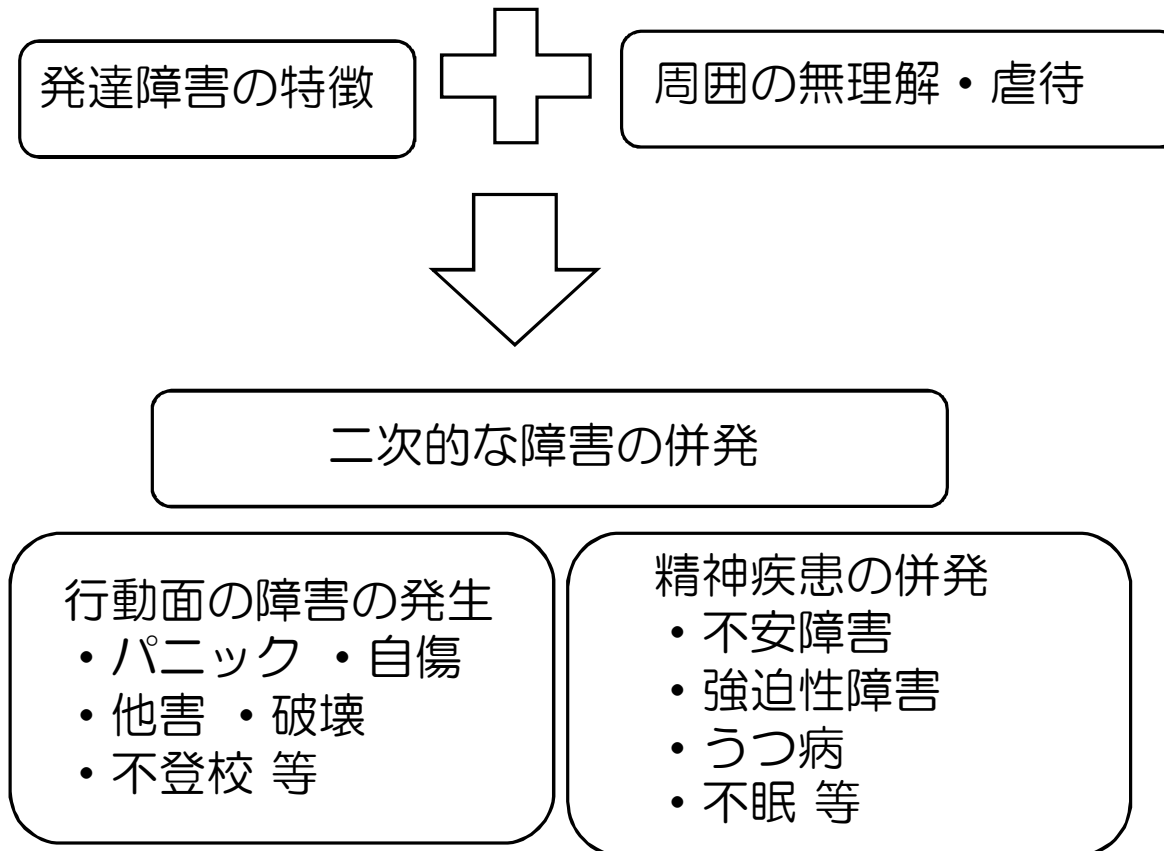 発達障害の特徴
周囲の無理解・虐待
二次的な障害の併発
行動面の障害の発生
・パニック ・自傷
・他害 ・破壊
・不登校 等
精神疾患の併発
・不安障害
・強迫性障害
・うつ病
・不眠 等